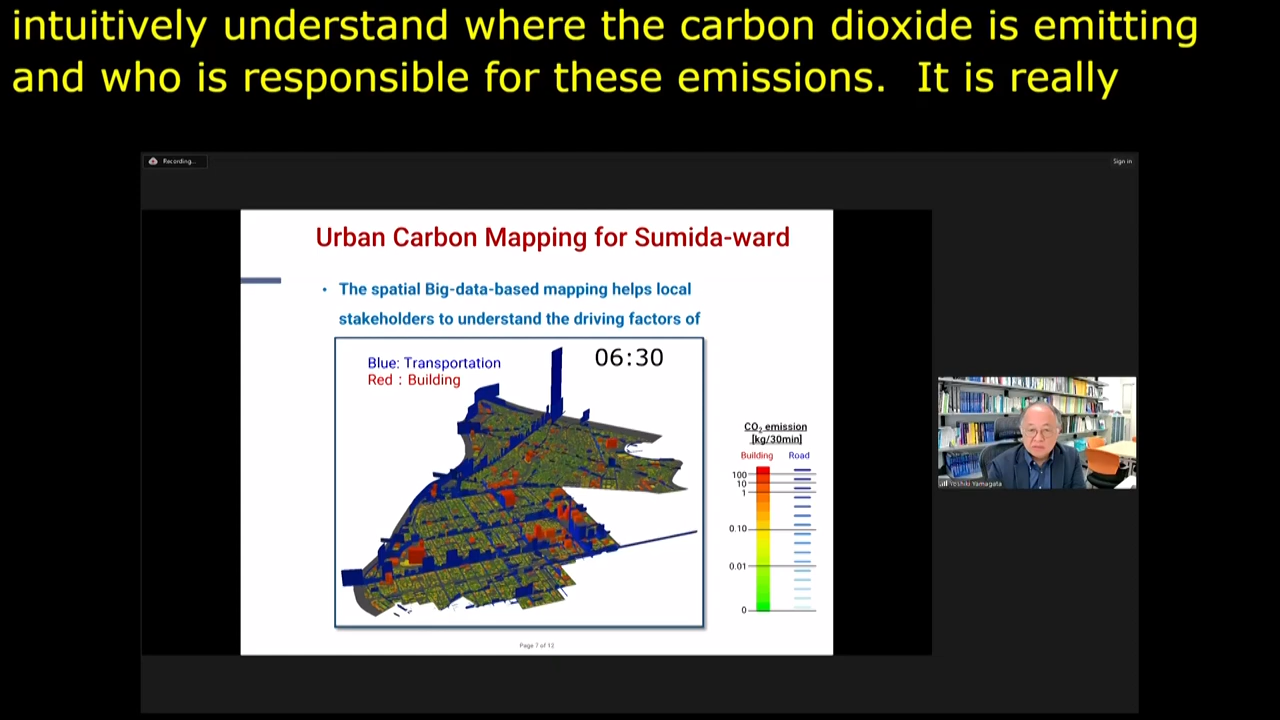 intuitively understand where the carbon dioxide is emitting
and who is responsible for these emissions.  It is really
Recording...
Sign in
Urban Carbon Mapping for Sumida-ward
• The spatial Big-data-based mapping helps local
stakeholders to understand the driving factors of
Blue: Transportation
Red : Building
06:30
CO₂ emission
[kg/30min]
Building Road
100
10
1
0.10
0.01
0
Yoshiki Yamagata
Page 7 of 13